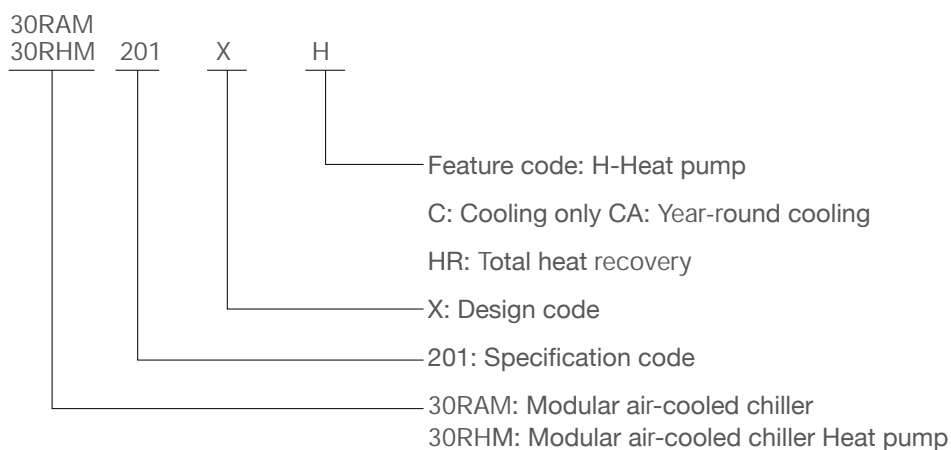 30RAM
30RHM 201 X H
Feature code: H-Heat pump
C: Cooling only CA: Year-round cooling
HR: Total heat recovery
X: Design code
201: Specification code
30RAM: Modular air-cooled chiller
30RHM: Modular air-cooled chiller Heat pump